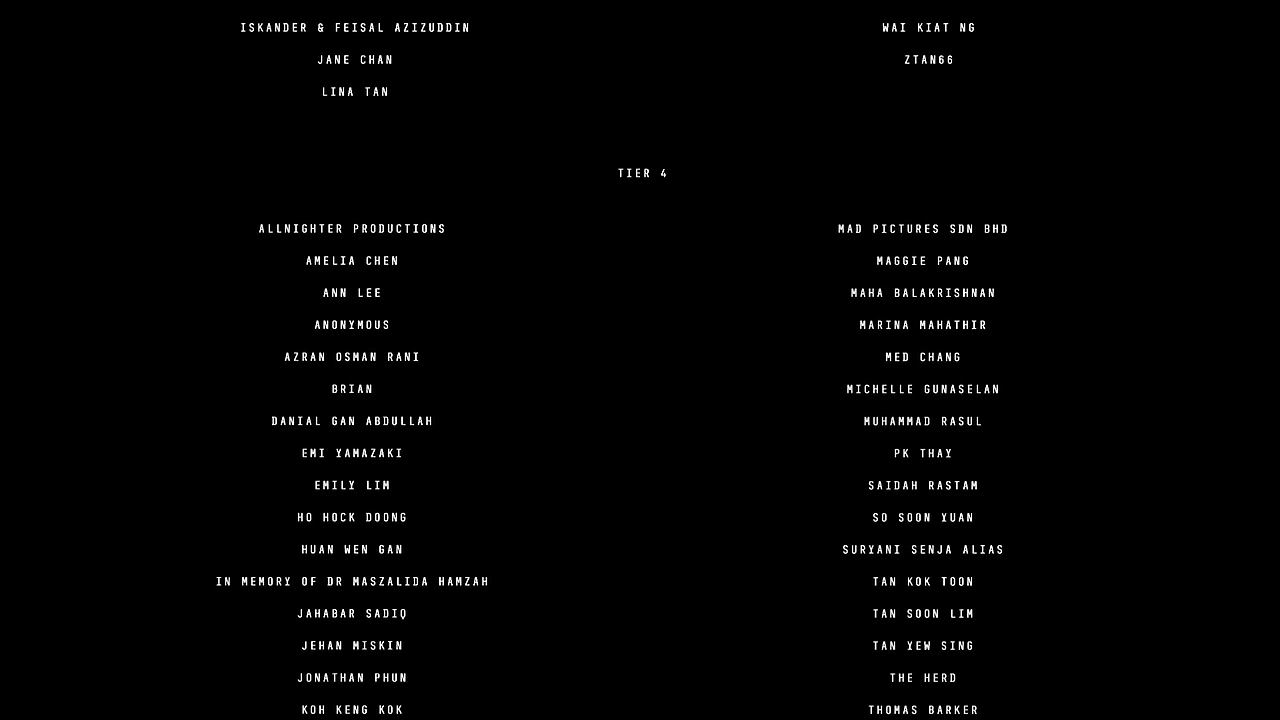 ISKANDER & FEISAL AZIZUDDIN
JANE CHAN
LINA TAN
WAI KIAT NG
ZTAN66
TIER 4
ALLNIGHTER PRODUCTIONS
AMELIA CHEN
ANN LEE
ANONYMOUS
AZRAN OSMAN RANI
BRIAN
DANIAL GAN ABDULLAH
EMI YAMAZAKI
EMILY LIM
HO HOCK DOONG
HUAN WEN GAN
IN MEMORY OF DR MASZALIDA HAMZAH
JAHABAR SADIQ
JEHAN MISKIN
JONATHAN PHUN
KOH KENG KOK
MAD PICTURES SDN BHD
MAGGIE PANG
MAHA BALAKRISHNAN
MARINA MAHATHIR
MED CHANG
MICHELLE GUNASELAN
MUHAMMAD RASUL
PK THAY
SAIDAH RASTAM
SO SOON YUAN
SURYANI SENJA ALIAS
TAN KOK TOON
TAN SOON LIM
TAN YEW SING
THE HERD
THOMAS BARKER